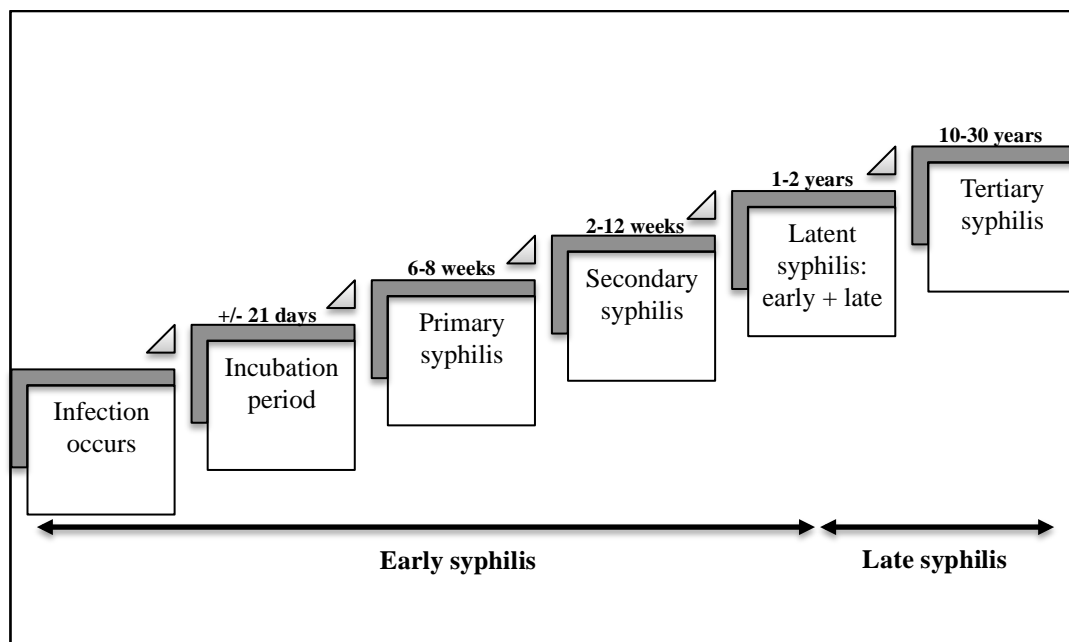 Infection
occurs
+/- 21 days
Incubation
period
6-8 weeks
Primary
syphilis
2-12 weeks
Secondary
syphilis
1-2 years
Latent
syphilis:
early + late
10-30 years
Tertiary
syphilis
Early syphilis
Late syphilis